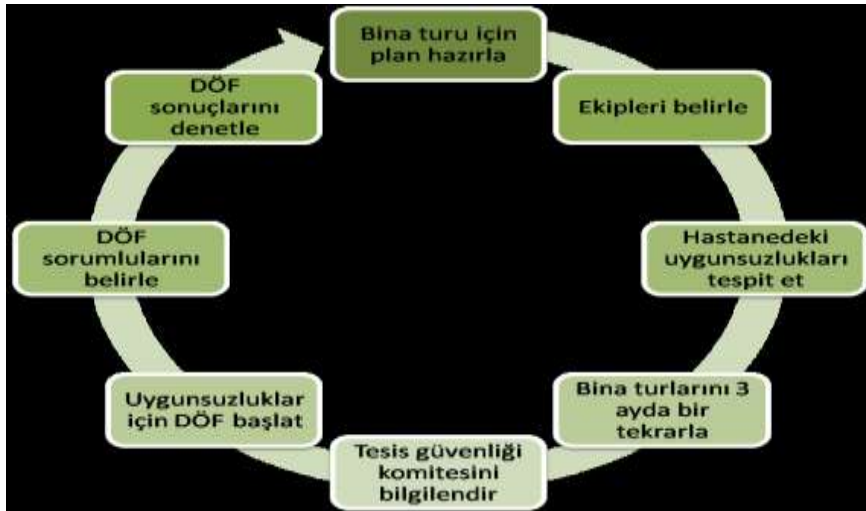 Bina turu için
plan hazırla
Ekipleri belirle
Hastanedeki
uygunsuzlukları
tespit et
Bina turlarını 3
ayda bir
tekrarla
Tesis güvenliği
komitesini
bilgilendir
Uygunsuzluklar
için DÖF başlat
DÖF
sorumlularını
belirle
DÖF
sonuçlarını
denetle